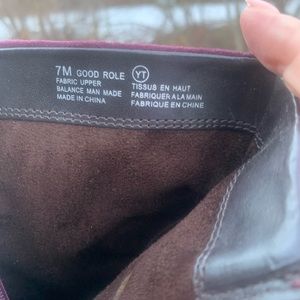 7M GOOD ROLE
FABRIC UPPER
BALANCE MAN MADE
MADE IN CHINA
YT
TISSUS EN HAUT
FABRIQUER A LA MAIN
FABRIQUÉ EN CHINE